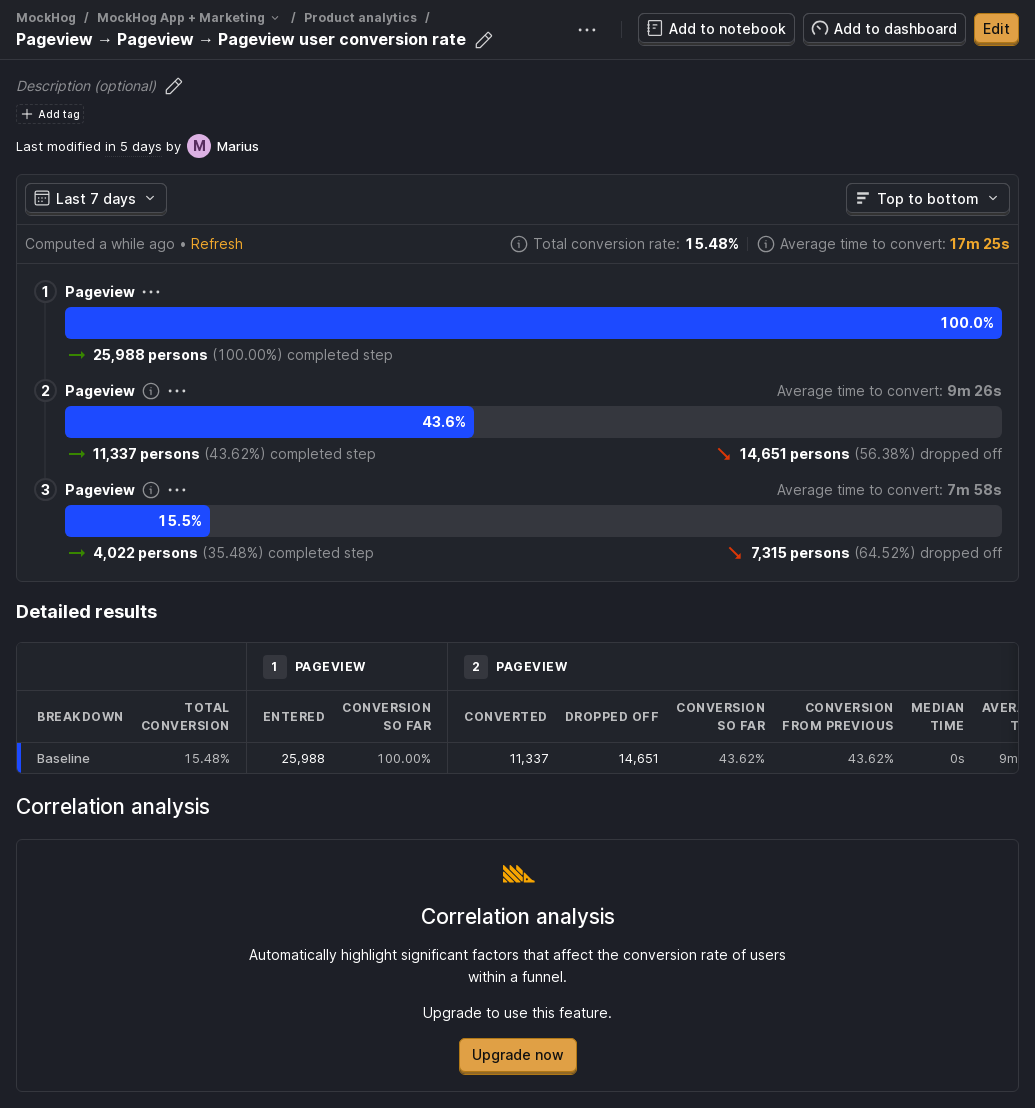 MockHog / MockHog App + Marketing / Product analytics /
Pageview → Pageview → Pageview user conversion rate
Add to notebook
Add to dashboard
Edit
Description (optional)
Add tag
Last modified in 5 days by M Marius
Last 7 days
Top to bottom
Computed a while ago • Refresh
Total conversion rate: 15.48%
Average time to convert: 17m 25s
1 Pageview
100.0%
→ 25,988 persons (100.00%) completed step
2 Pageview
Average time to convert: 9m 26s
43.6%
→ 11,337 persons (43.62%) completed step
14,651 persons (56.38%) dropped off
3 Pageview
Average time to convert: 7m 58s
15.5%
→ 4,022 persons (35.48%) completed step
7,315 persons (64.52%) dropped off
Detailed results
1 PAGEVIEW
2 PAGEVIEW
BREAKDOWN
TOTAL
CONVERSION
ENTERED
CONVERSION
SO FAR
CONVERTED
DROPPED OFF
CONVERSION
SO FAR
CONVERSION
FROM PREVIOUS
MEDIAN
TIME
Baseline 15.48% 25,988 100.00% 11,337 14,651 43.62% 43.62% 0s 9m
Correlation analysis
Correlation analysis
Automatically highlight significant factors that affect the conversion rate of users
within a funnel.
Upgrade to use this feature.
Upgrade now